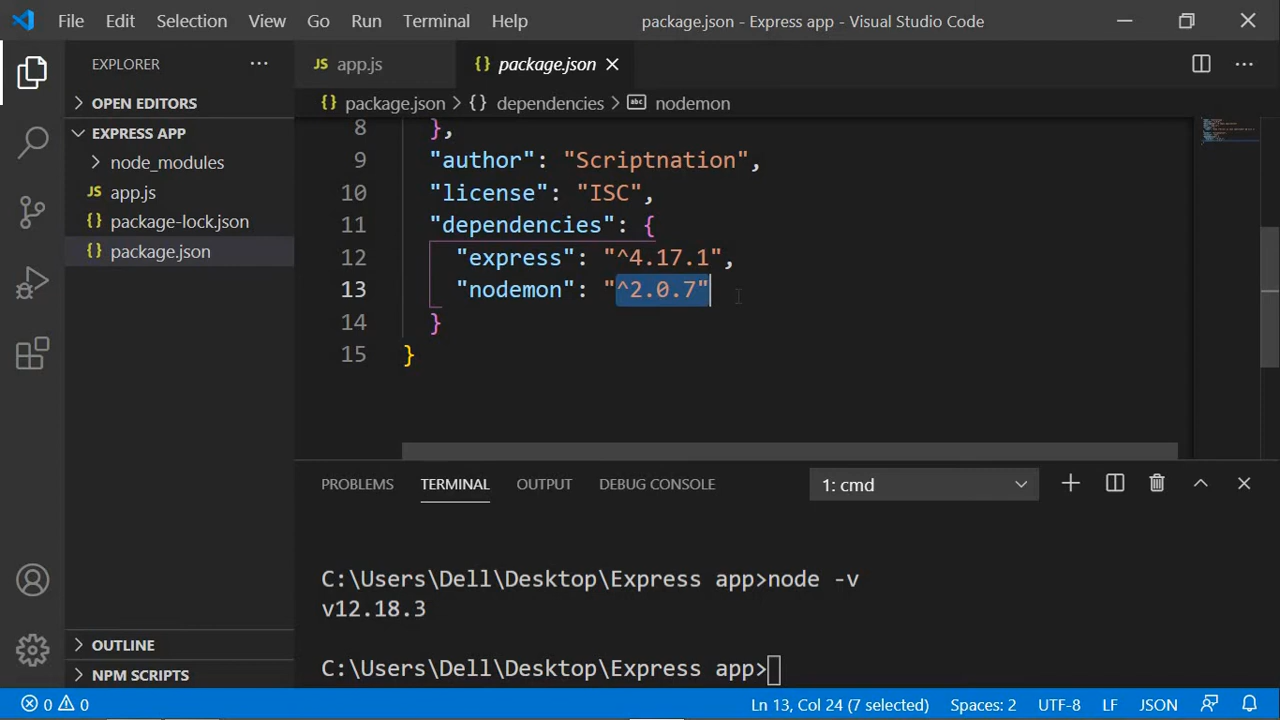 File Edit Selection View Go Run Terminal Help package.json - Express app - Visual Studio Code
EXPLORER
JS app.js
{} package.json
OPEN EDITORS
EXPRESS APP
node_modules
JS app.js
{} package-lock.json
{} package.json
OUTLINE
NPM SCRIPTS
{} package.json > {} dependencies > abc nodemon
8 },
9 "author": "Scriptnation",
10 "license": "ISC",
11 "dependencies": {
12 "express": "^4.17.1",
13 "nodemon": "^2.0.7"
14 }
15 }
PROBLEMS TERMINAL OUTPUT DEBUG CONSOLE 1: cmd
C:\Users\Dell\Desktop\Express app>node -v
v12.18.3
C:\Users\Dell\Desktop\Express app>
0 0 Ln 13, Col 24 (7 selected) Spaces: 2 UTF-8 LF JSON